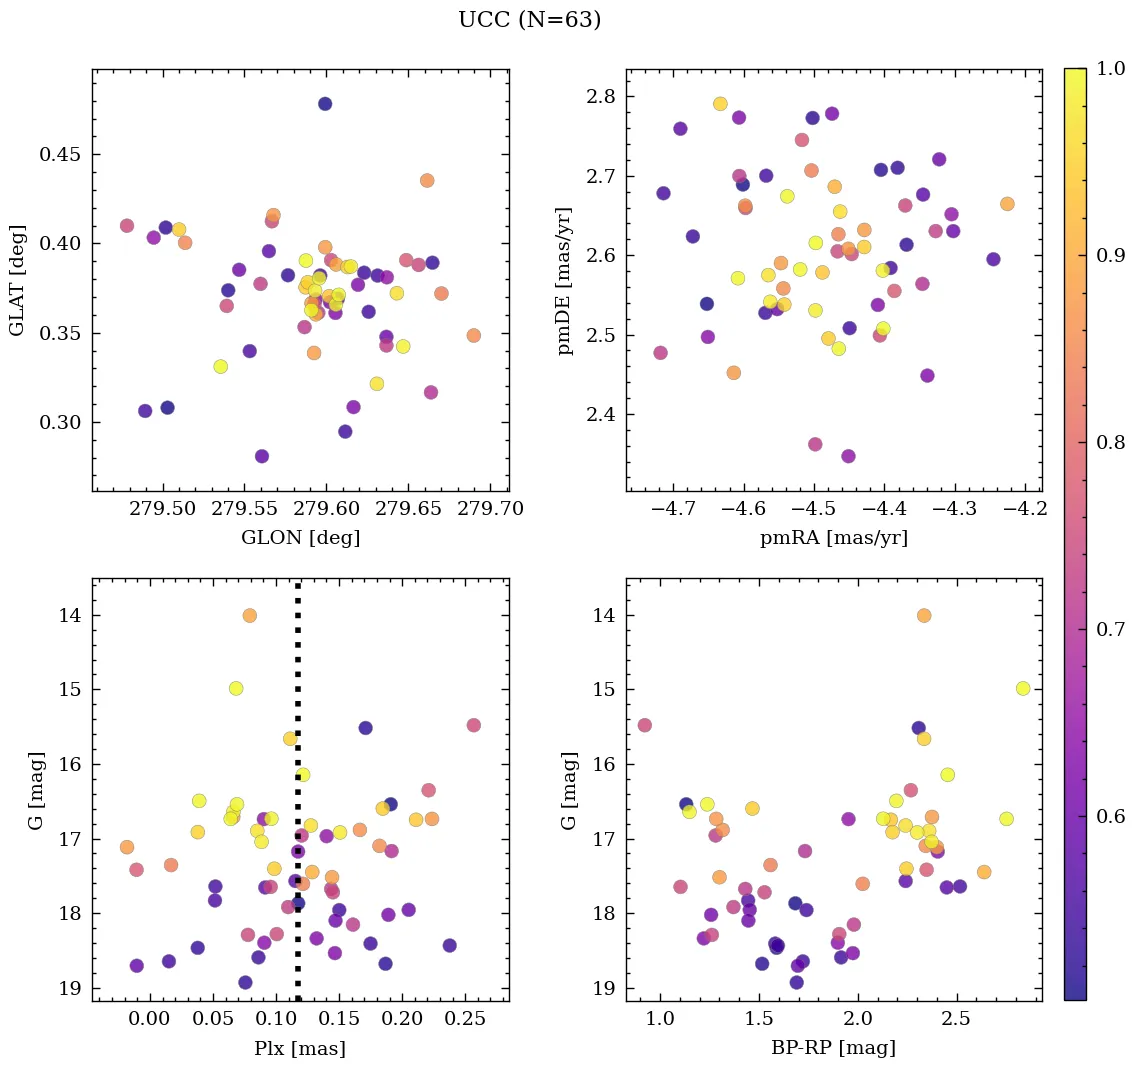 UCC (N=63)
0.45
0.40
0.35
0.30
GLAT [deg]
279.50 279.55 279.60 279.65 279.70
GLON [deg]
2.8
2.7
2.6
2.5
2.4
pmDE [mas/yr]
−4.7 −4.6 −4.5 −4.4 −4.3 −4.2
pmRA [mas/yr]
14
15
16
17
18
19
G [mag]
0.00 0.05 0.10 0.15 0.20 0.25
Plx [mas]
14
15
16
17
18
19
G [mag]
1.0 1.5 2.0 2.5
BP-RP [mag]
1.0
0.9
0.8
0.7
0.6